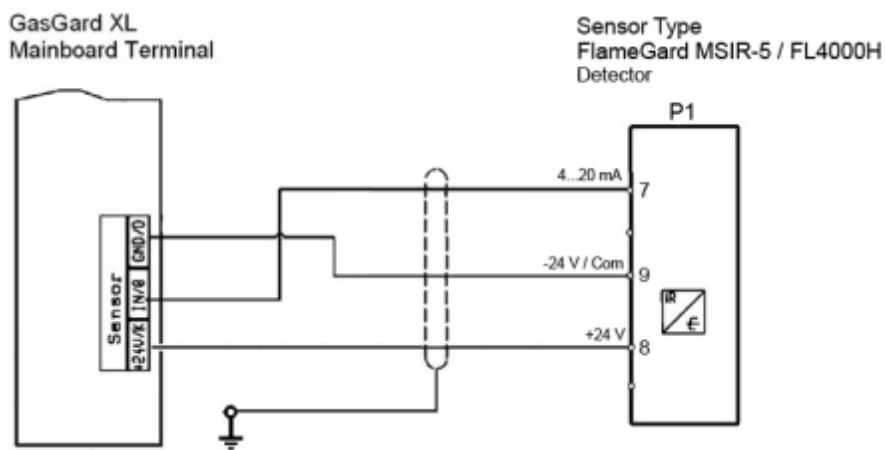 GasGard XL
Mainboard Terminal
Sensor Type
FlameGard MSIR-5 / FL4000H
Detector
P1
4...20 mA
7
GND/D
-24 V / Com
9
IN/B
Sensor
IR
+24V/K
+24 V
8